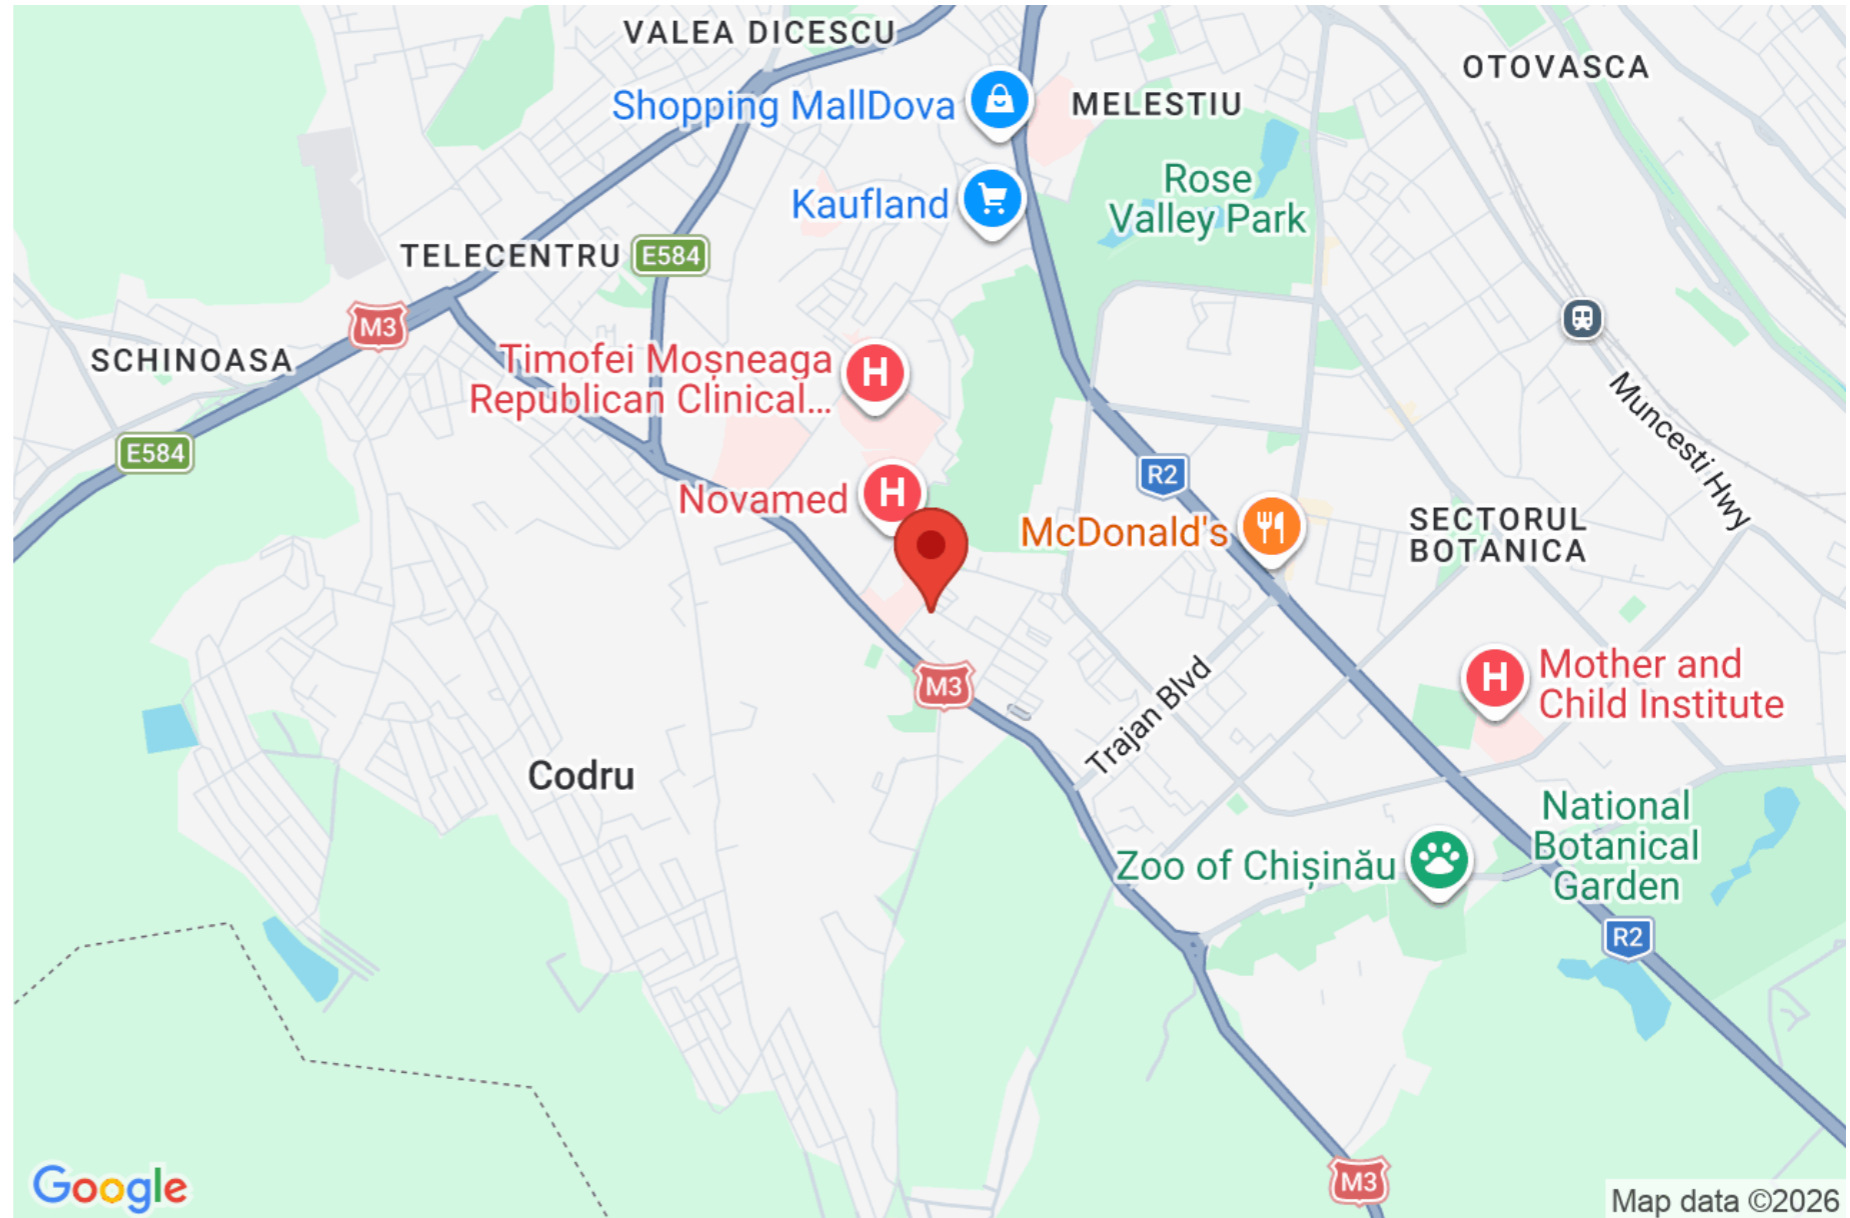 VALEA DICESCU
OTOVASCA
Shopping MallDova
MELESTIU
Rose
Valley Park
Kaufland
TELECENTRU
E584
M3
SCHINOASA
Timofei Moșneaga
Republican Clinical...
H
Muncesti Hwy
E584
R2
Novamed
H
McDonald's
SECTORUL
BOTANICA
H
Mother and
Child Institute
M3
Trajan Blvd
Codru
National
Botanical
Garden
Zoo of Chișinău
R2
M3
Google
Map data ©2026